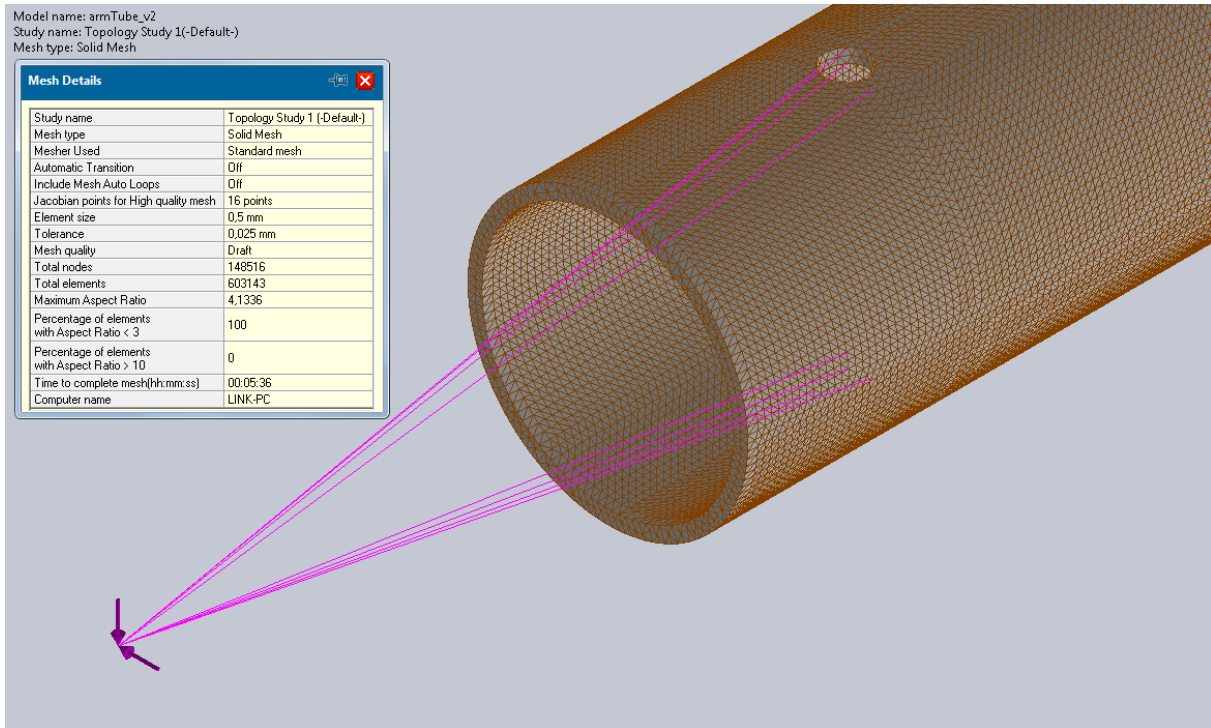 Model name: armTube_v2
Study name: Topology Study 1(-Default-)
Mesh type: Solid Mesh
Mesh Details
Study name Topology Study 1 (-Default-)
Mesh type Solid Mesh
Mesher Used Standard mesh
Automatic Transition Off
Include Mesh Auto Loops Off
Jacobian points for High quality mesh 16 points
Element size 0,5 mm
Tolerance 0,025 mm
Mesh quality Draft
Total nodes 148516
Total elements 603143
Maximum Aspect Ratio 4,1336
Percentage of elements
with Aspect Ratio < 3 100
Percentage of elements
with Aspect Ratio > 10 0
Time to complete mesh(hh:mm:ss) 00:05:36
Computer name LINK-PC